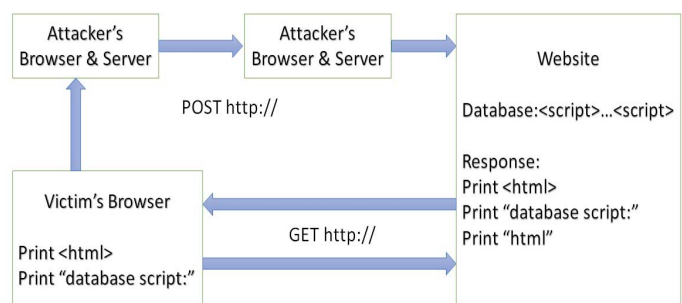 Attacker's
Browser & Server
Attacker's
Browser & Server
POST http://
Website
Database:<script>...<script>
Response:
Print <html>
Print "database script:"
Print "html"
Victim's Browser
Print <html>
Print "database script:"
GET http://